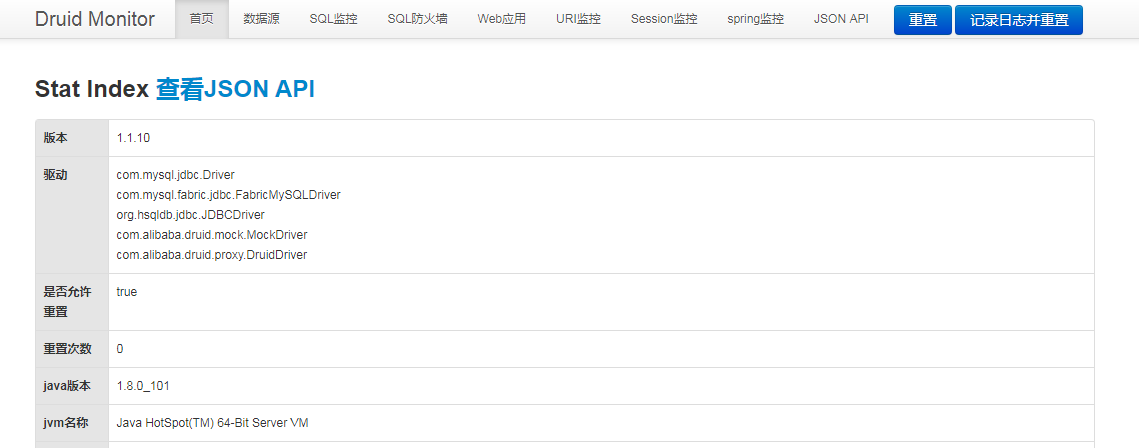 Druid Monitor 首页 数据源 SQL监控 SQL防火墙 Web应用 URI监控 Session监控 spring监控 JSON API 重置 记录日志并重置
Stat Index 查看JSON API
版本 1.1.10
驱动 com.mysql.jdbc.Driver
com.mysql.fabric.jdbc.FabricMySQLDriver
org.hsqldb.jdbc.JDBCDriver
com.alibaba.druid.mock.MockDriver
com.alibaba.druid.proxy.DruidDriver
是否允许 true
重置
重置次数 0
java版本 1.8.0_101
jvm名称 Java HotSpot(TM) 64-Bit Server VM